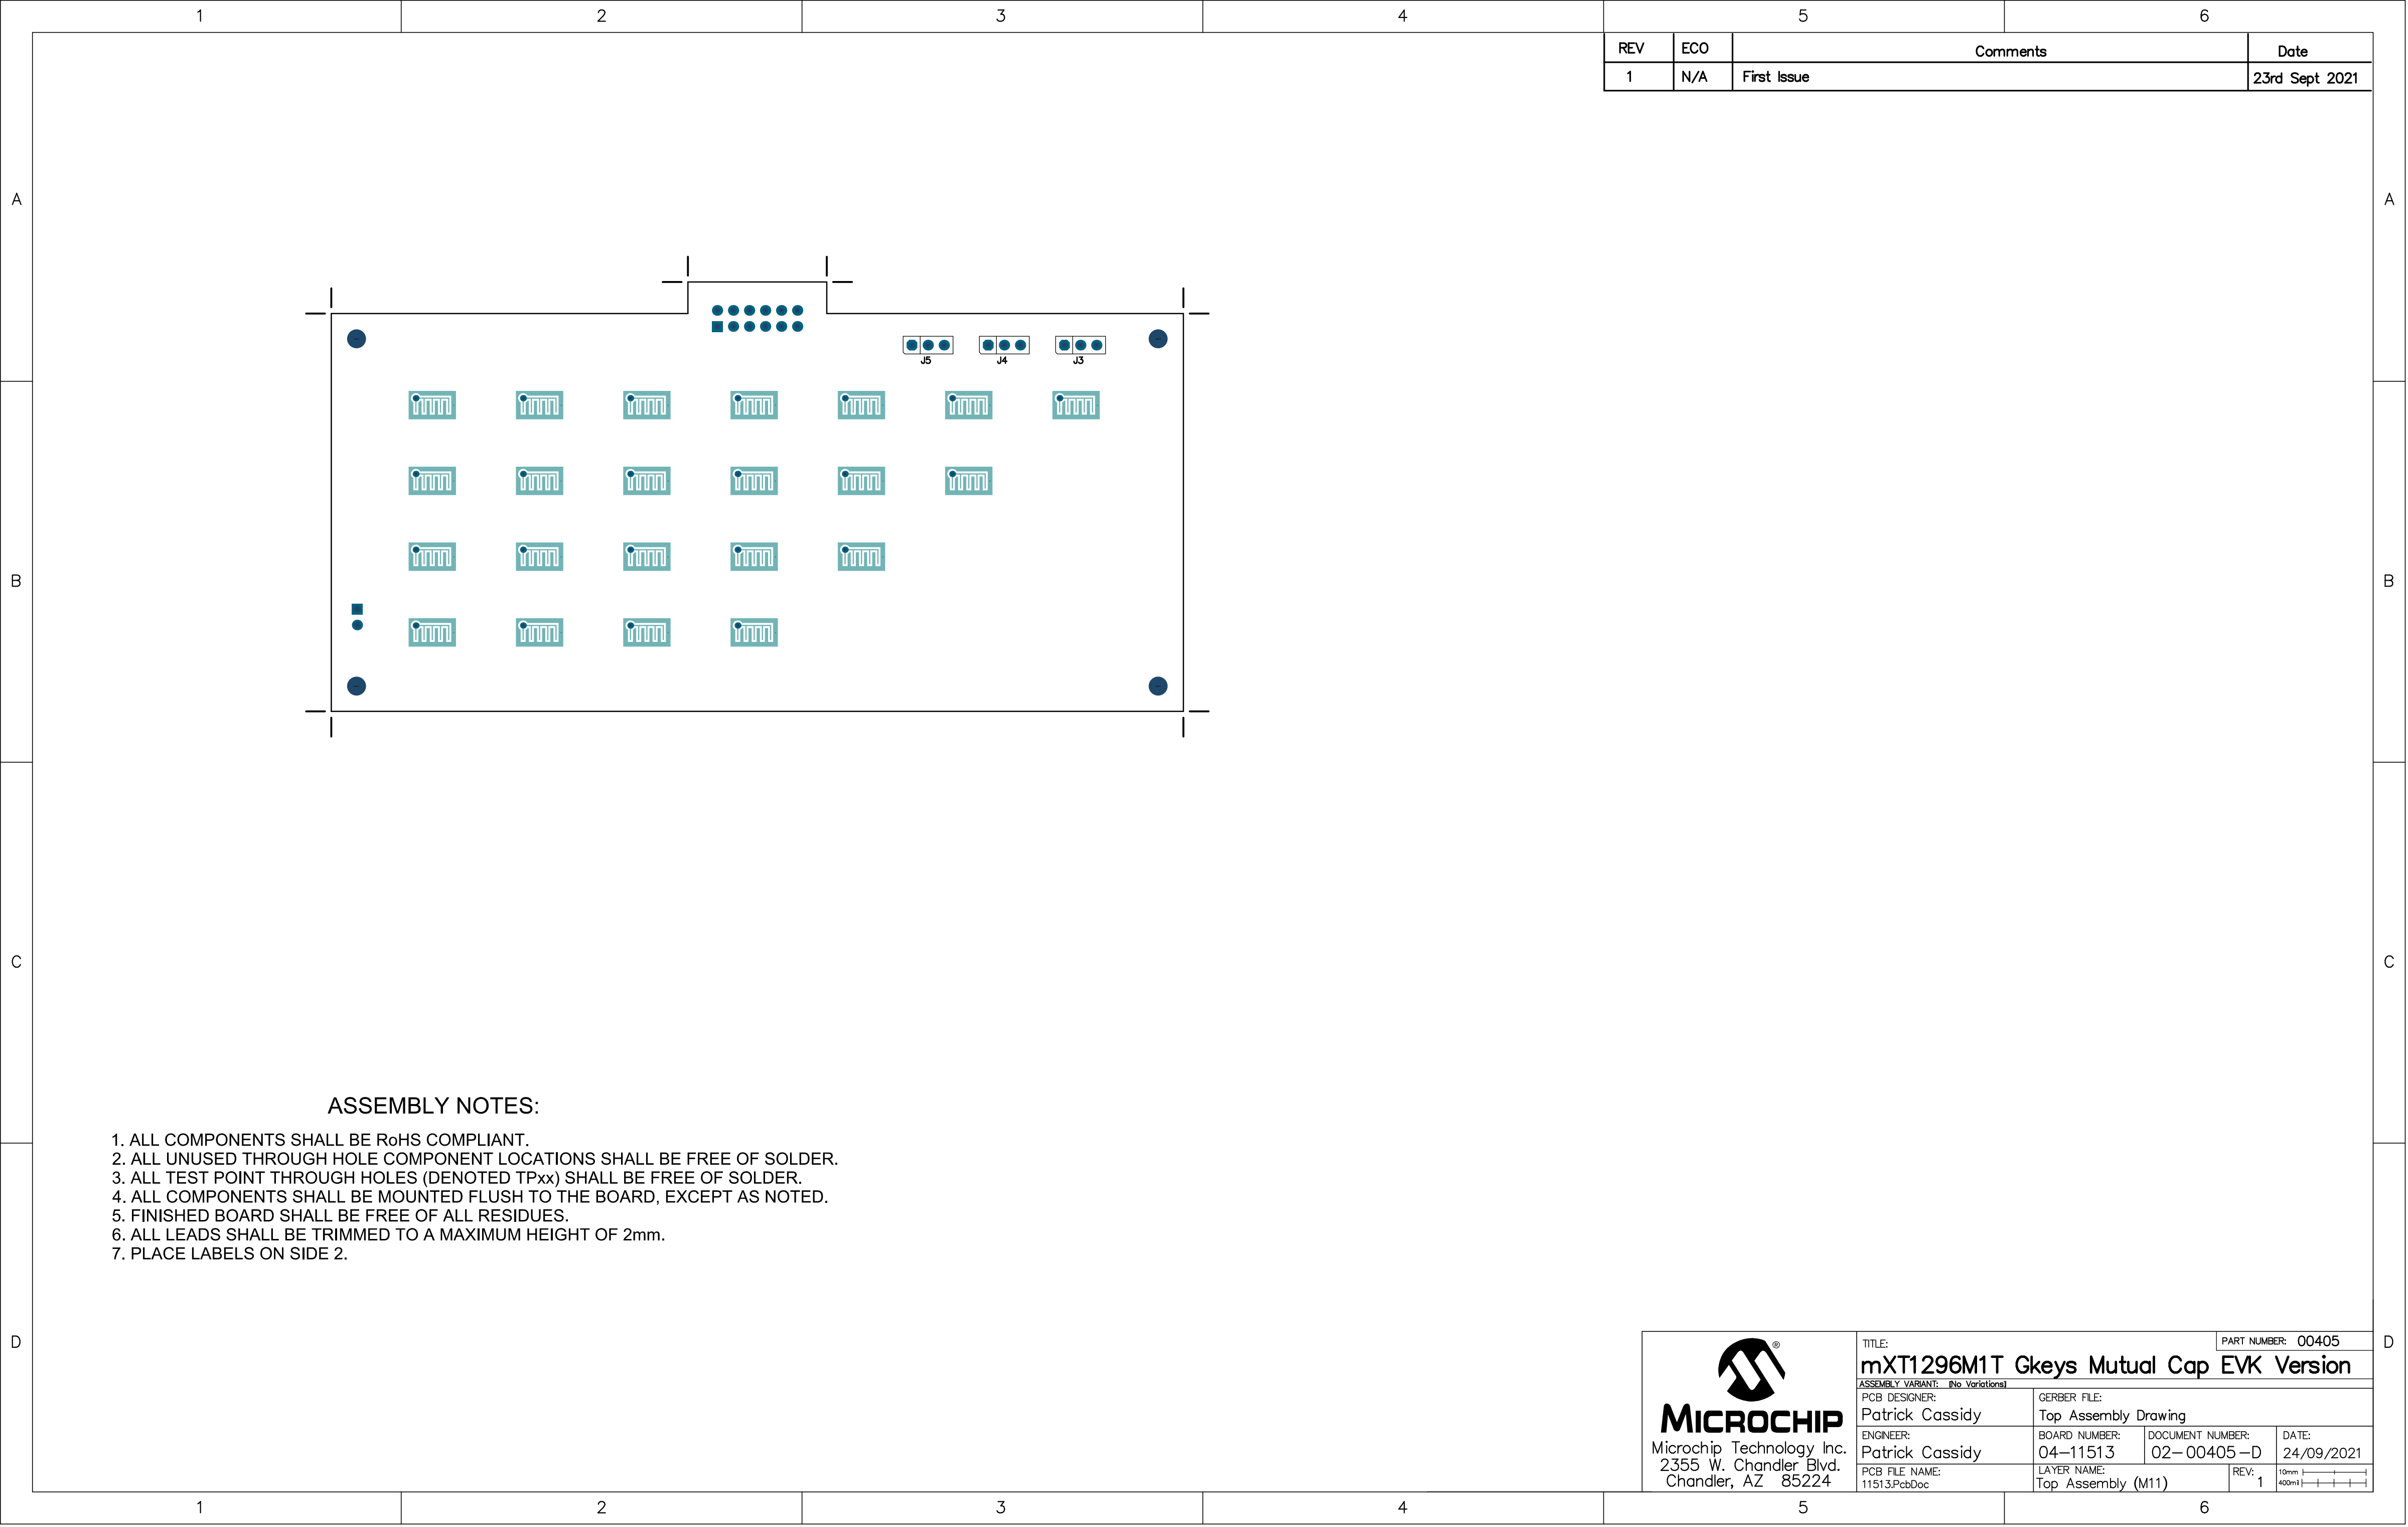 1 2 3 4 5 6
REV ECO Comments Date
1 N/A First Issue 23rd Sept 2021
A A
J5 J4 J3
B B
C C
ASSEMBLY NOTES:
1. ALL COMPONENTS SHALL BE RoHS COMPLIANT.
2. ALL UNUSED THROUGH HOLE COMPONENT LOCATIONS SHALL BE FREE OF SOLDER.
3. ALL TEST POINT THROUGH HOLES (DENOTED TPxx) SHALL BE FREE OF SOLDER.
4. ALL COMPONENTS SHALL BE MOUNTED FLUSH TO THE BOARD, EXCEPT AS NOTED.
5. FINISHED BOARD SHALL BE FREE OF ALL RESIDUES.
6. ALL LEADS SHALL BE TRIMMED TO A MAXIMUM HEIGHT OF 2mm.
7. PLACE LABELS ON SIDE 2.
D D
®
MICROCHIP
Microchip Technology Inc.
2355 W. Chandler Blvd.
Chandler, AZ 85224
TITLE: PART NUMBER: 00405
mXT1296M1T Gkeys Mutual Cap EVK Version
ASSEMBLY VARIANT: [No Variations]
PCB DESIGNER: GERBER FILE:
Patrick Cassidy Top Assembly Drawing
ENGINEER: BOARD NUMBER: DOCUMENT NUMBER: DATE:
Patrick Cassidy 04-11513 02-00405-D 24/09/2021
PCB FILE NAME: LAYER NAME: REV: 10mm
11513.PcbDoc Top Assembly (M11) 1 400mil
1 2 3 4 5 6